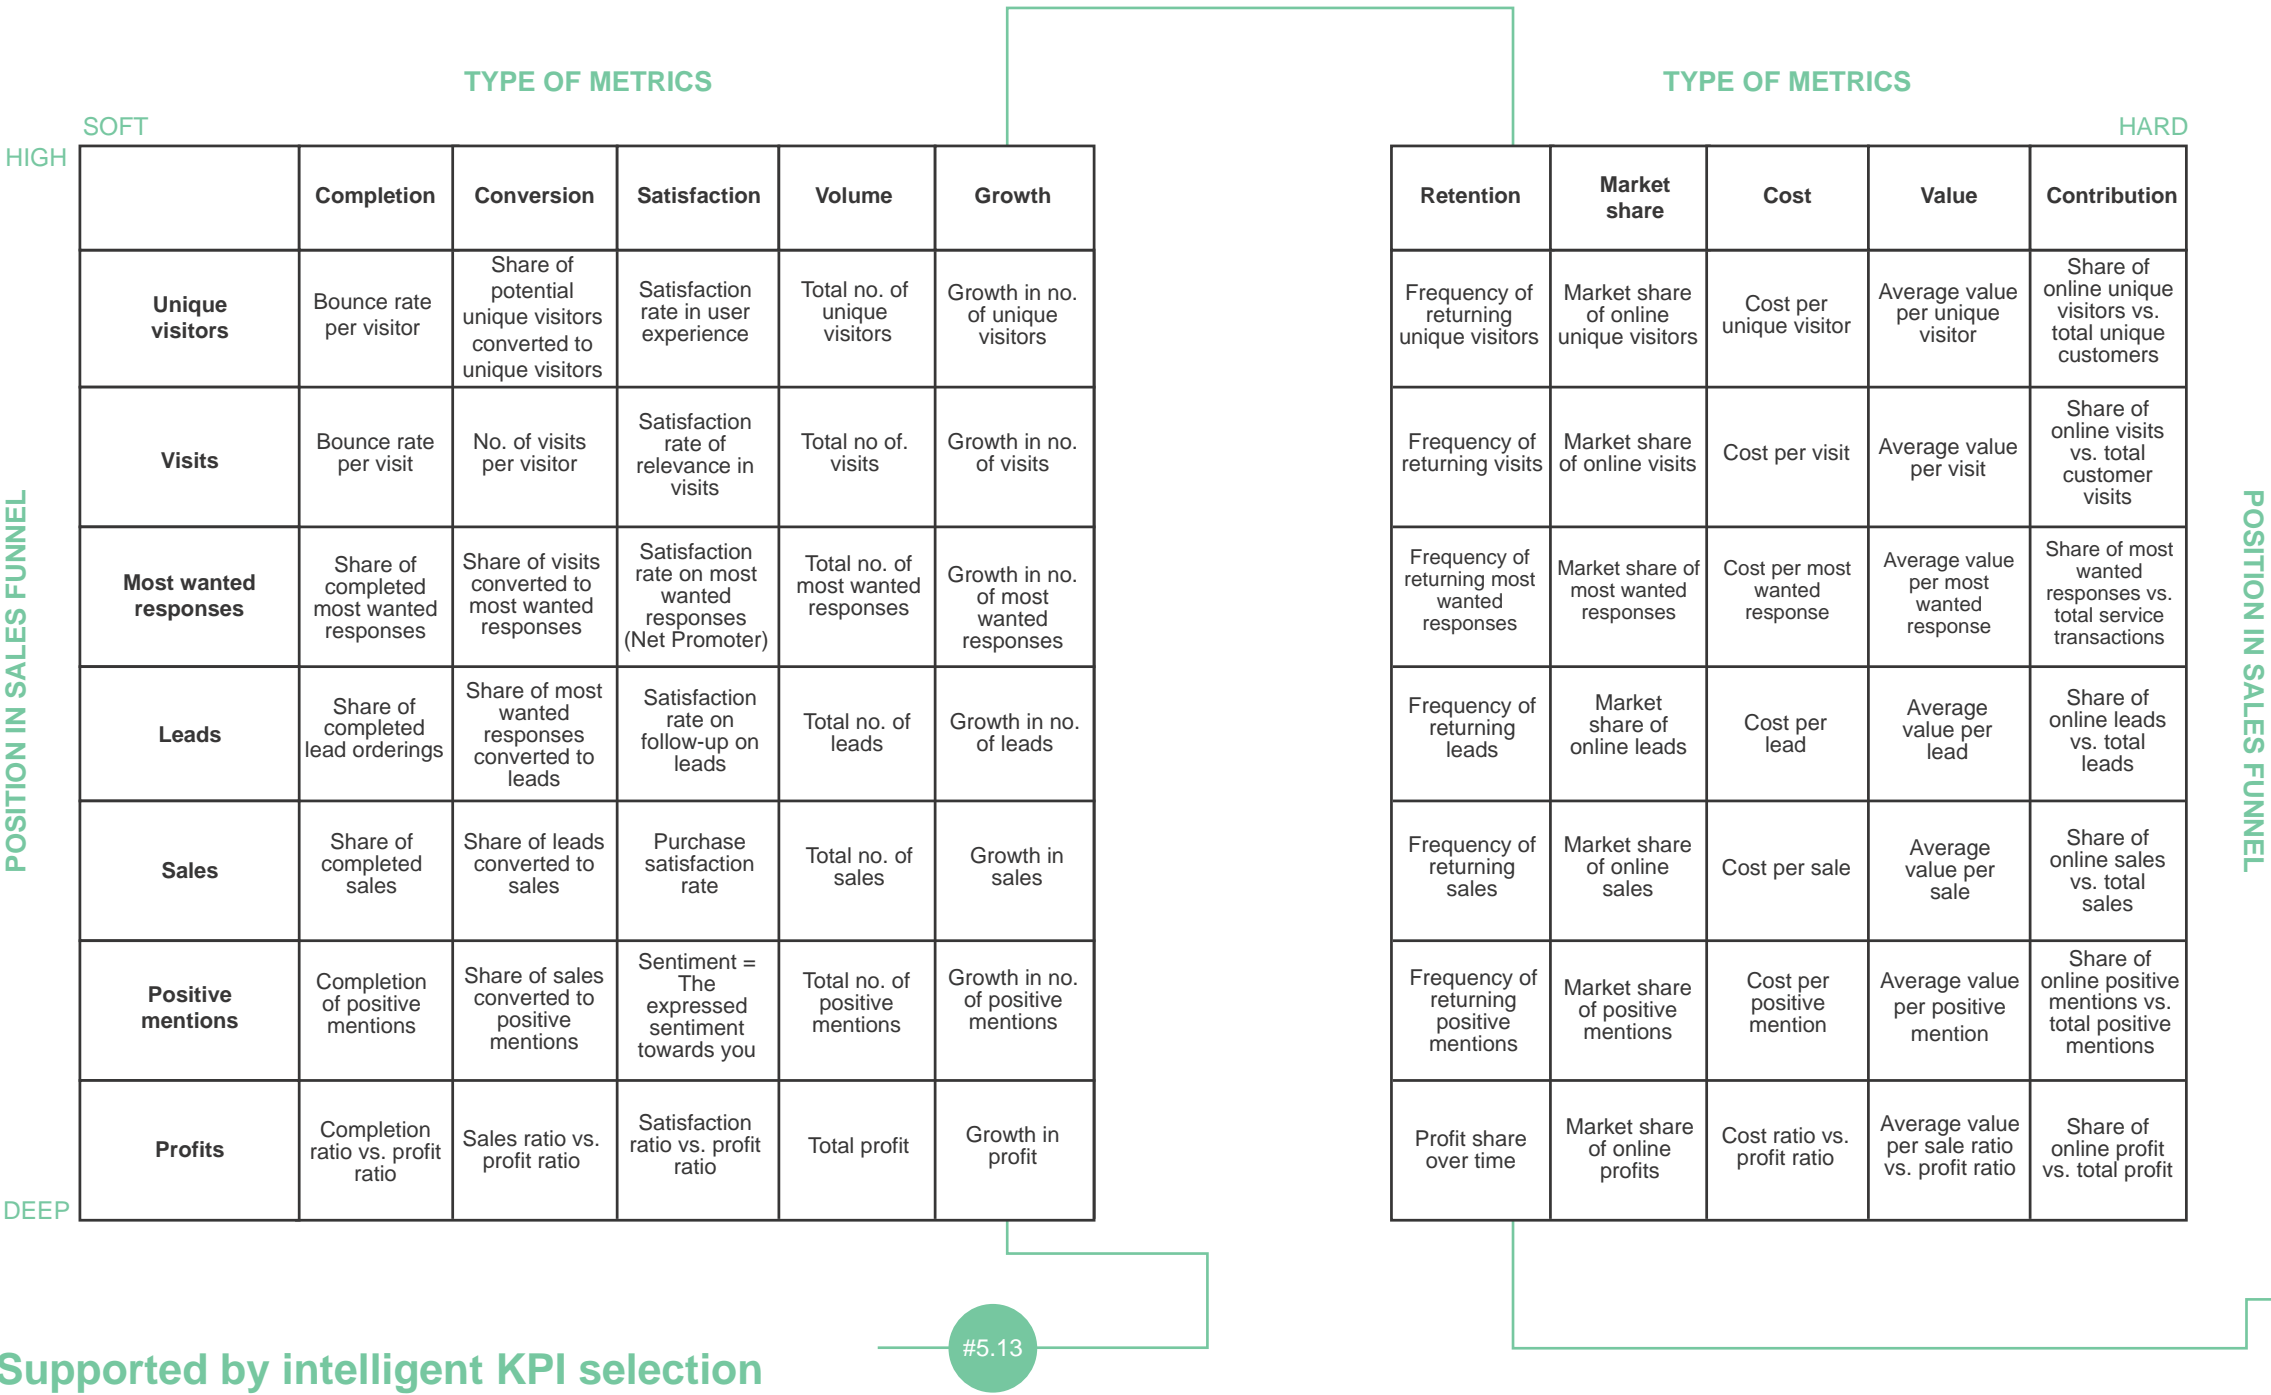 TYPE OF METRICS
TYPE OF METRICS
SOFT
HARD
HIGH
Completion
Conversion
Satisfaction
Volume
Growth
Retention
Market
share
Cost
Value
Contribution
Unique
visitors
Bounce rate
per visitor
Share of
potential
unique visitors
converted to
unique visitors
Satisfaction
rate in user
experience
Total no. of
unique
visitors
Growth in no.
of unique
visitors
Frequency of
returning
unique visitors
Market share
of online
unique visitors
Cost per
unique visitor
Average value
per unique
visitor
Share of
online unique
visitors vs.
total unique
customers
Visits
Bounce rate
per visit
No. of visits
per visitor
Satisfaction
rate of
relevance in
visits
Total no of.
visits
Growth in no.
of visits
Frequency of
returning visits
Market share
of online visits
Cost per visit
Average value
per visit
Share of
online visits
vs. total
customer
visits
Most wanted
responses
Share of
completed
most wanted
responses
Share of visits
converted to
most wanted
responses
Satisfaction
rate on most
wanted
responses
(Net Promoter)
Total no. of
most wanted
responses
Growth in no.
of most
wanted
responses
Frequency of
returning most
wanted
responses
Market share of
most wanted
responses
Cost per most
wanted
response
Average value
per most
wanted
response
Share of most
wanted
responses vs.
total service
transactions
Leads
Share of
completed
lead orderings
Share of most
wanted
responses
converted to
leads
Satisfaction
rate on
follow-up on
leads
Total no. of
leads
Growth in no.
of leads
Frequency of
returning
leads
Market
share of
online leads
Cost per
lead
Average
value per
lead
Share of
online leads
vs. total
leads
Sales
Share of
completed
sales
Share of leads
converted to
sales
Purchase
satisfaction
rate
Total no. of
sales
Growth in
sales
Frequency of
returning
sales
Market share
of online
sales
Cost per sale
Average
value per
sale
Share of
online sales
vs. total
sales
Positive
mentions
Completion
of positive
mentions
Share of sales
converted to
positive
mentions
Sentiment =
The
expressed
sentiment
towards you
Total no. of
positive
mentions
Growth in no.
of positive
mentions
Frequency of
returning
positive
mentions
Market share
of positive
mentions
Cost per
positive
mention
Average value
per positive
mention
Share of
online positive
mentions vs.
total positive
mentions
Profits
Completion
ratio vs. profit
ratio
Sales ratio vs.
profit ratio
Satisfaction
ratio vs. profit
ratio
Total profit
Growth in
profit
Profit share
over time
Market share
of online
profits
Cost ratio vs.
profit ratio
Average value
per sale ratio
vs. profit ratio
Share of
online profit
vs. total profit
DEEP
POSITION IN SALES FUNNEL
POSITION IN SALES FUNNEL
#5.13
Supported by intelligent KPI selection